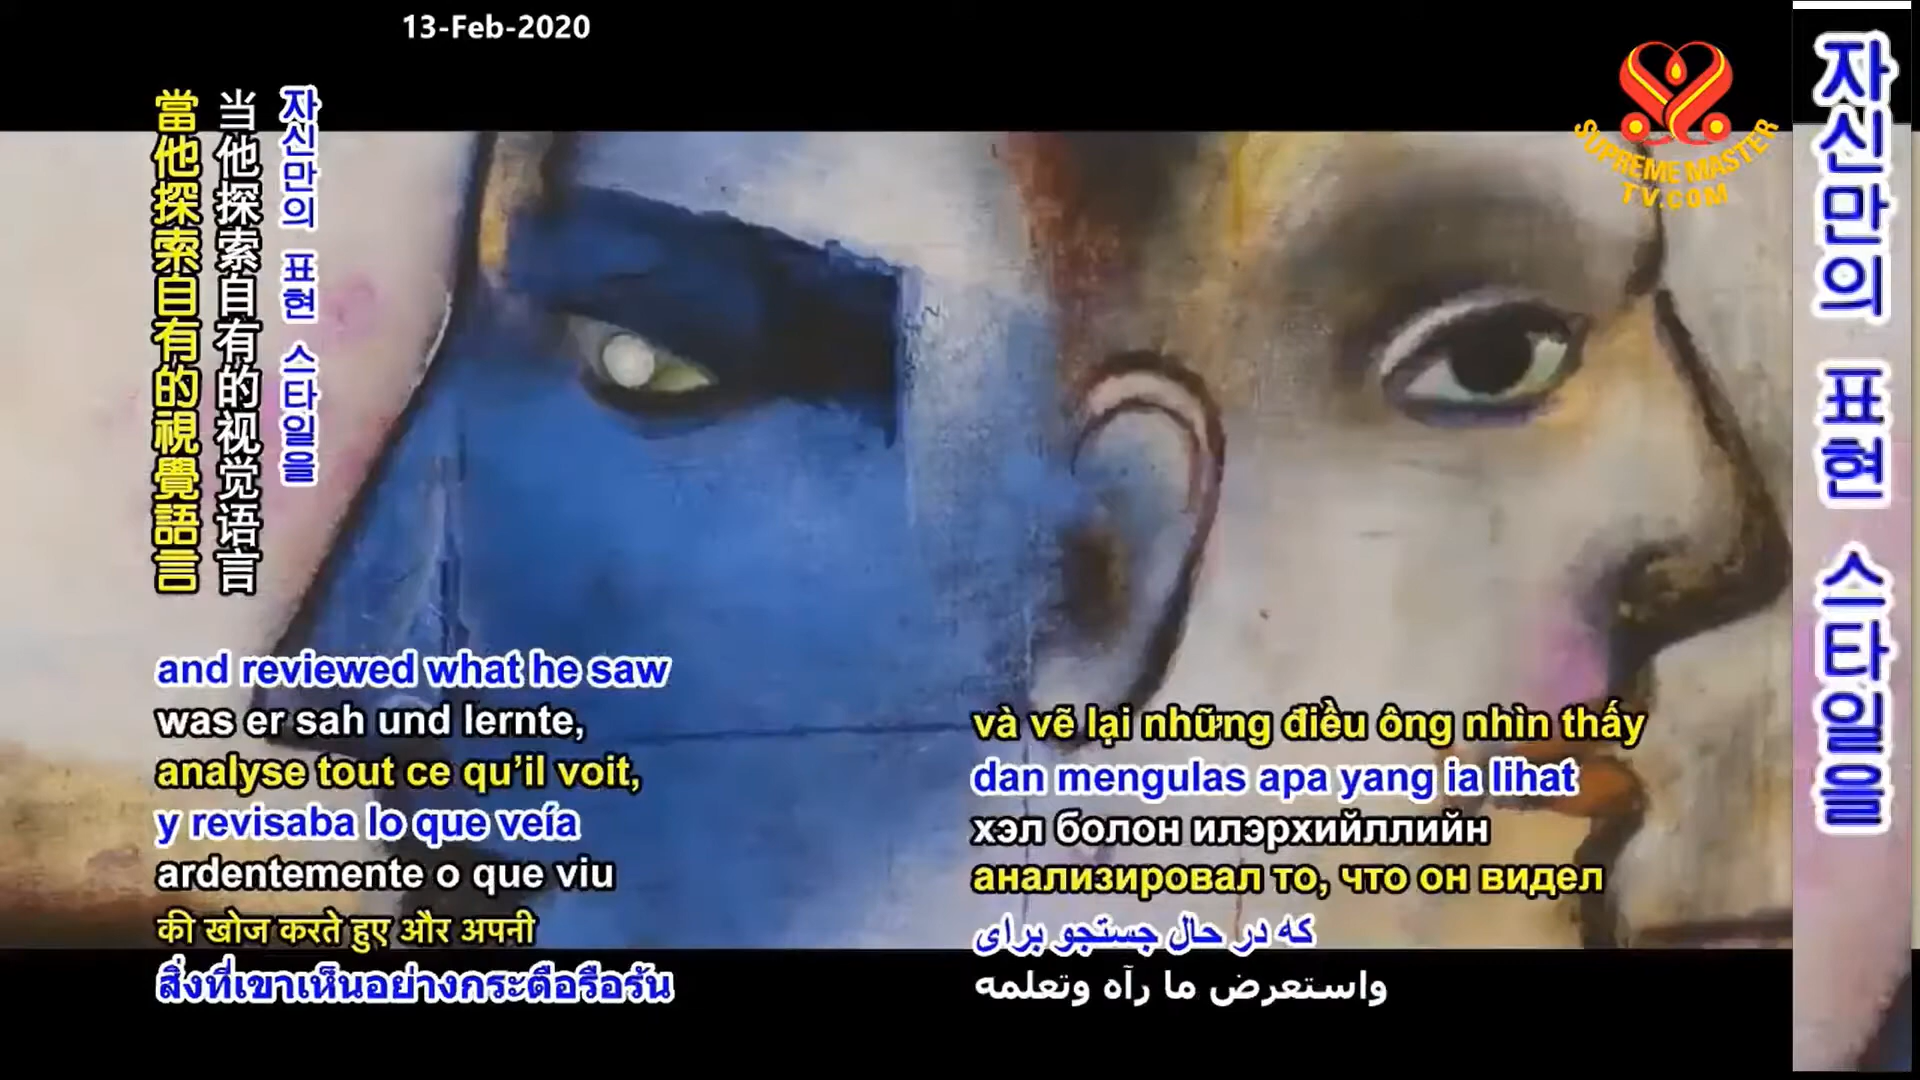 13-Feb-2020
SUPREME MASTER
TV.COM
자신만의 표현 스타일을
当他探索自有的视觉语言
當他探索自有的視覺語言
자신만의 표현 스타일을
and reviewed what he saw
was er sah und lernte,
analyse tout ce qu’il voit,
y revisaba lo que veía
ardentemente o que viu
की खोज करते हुए और अपनी
สิ่งที่เขาเห็นอย่างกระตือรือร้น
và vẽ lại những điều ông nhìn thấy
dan mengulas apa yang ia lihat
хэл болон илэрхийллийн
анализировал то, что он видел
که در حال جستجو برای
واستعرض ما رآه وتعلمه